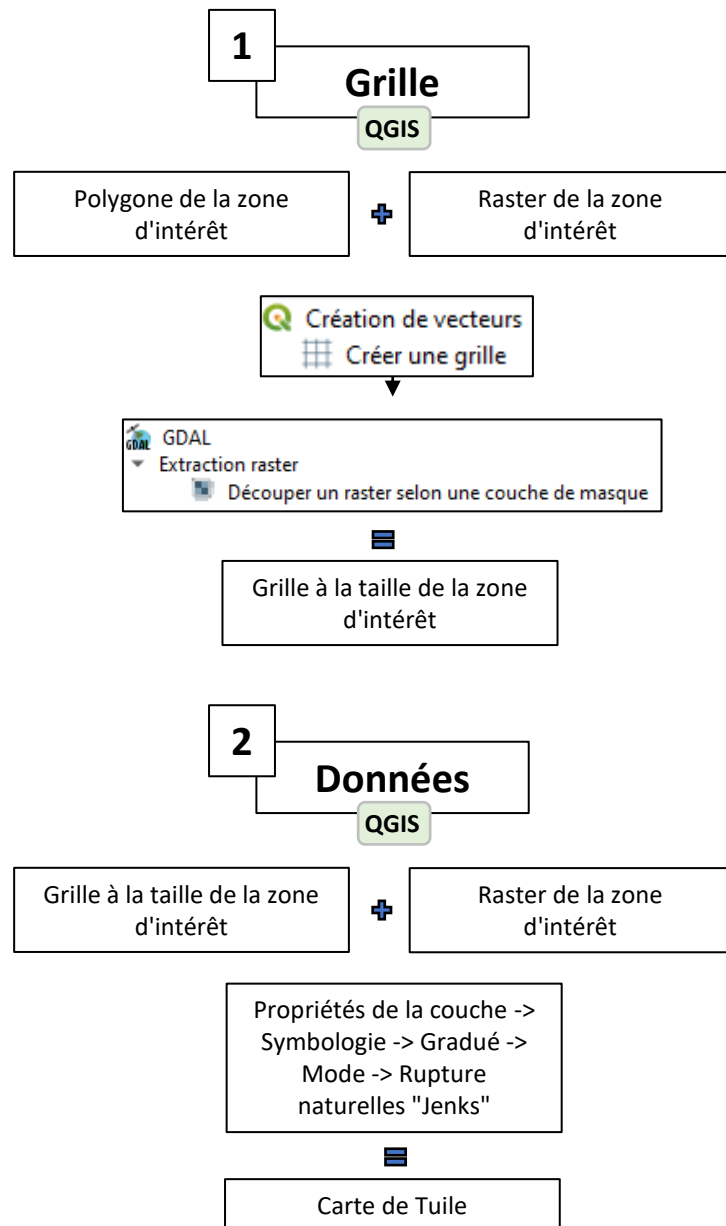 1
Grille
QGIS
Polygone de la zone
d'intérêt
Raster de la zone
d'intérêt
Création de vecteurs
Créer une grille
GDAL
GDAL
Extraction raster
Découper un raster selon une couche de masque
Grille à la taille de la zone
d'intérêt
2
Données
QGIS
Grille à la taille de la zone
d'intérêt
Raster de la zone
d'intérêt
Propriétés de la couche ->
Symbologie -> Gradué ->
Mode -> Rupture
naturelles "Jenks"
Carte de Tuile